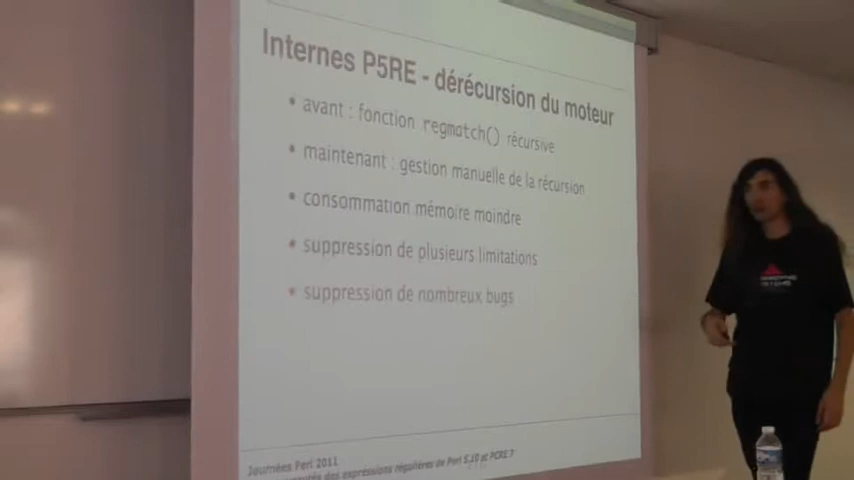 Internes P5RE - dérécursion du moteur
• avant : fonction regmatch() récursive
• maintenant : gestion manuelle de la récursion
• consommation mémoire moindre
• suppression de plusieurs limitations
• suppression de nombreux bugs
Journées Perl 2011
des expressions régulières de Perl 5.10 et PCRE 7